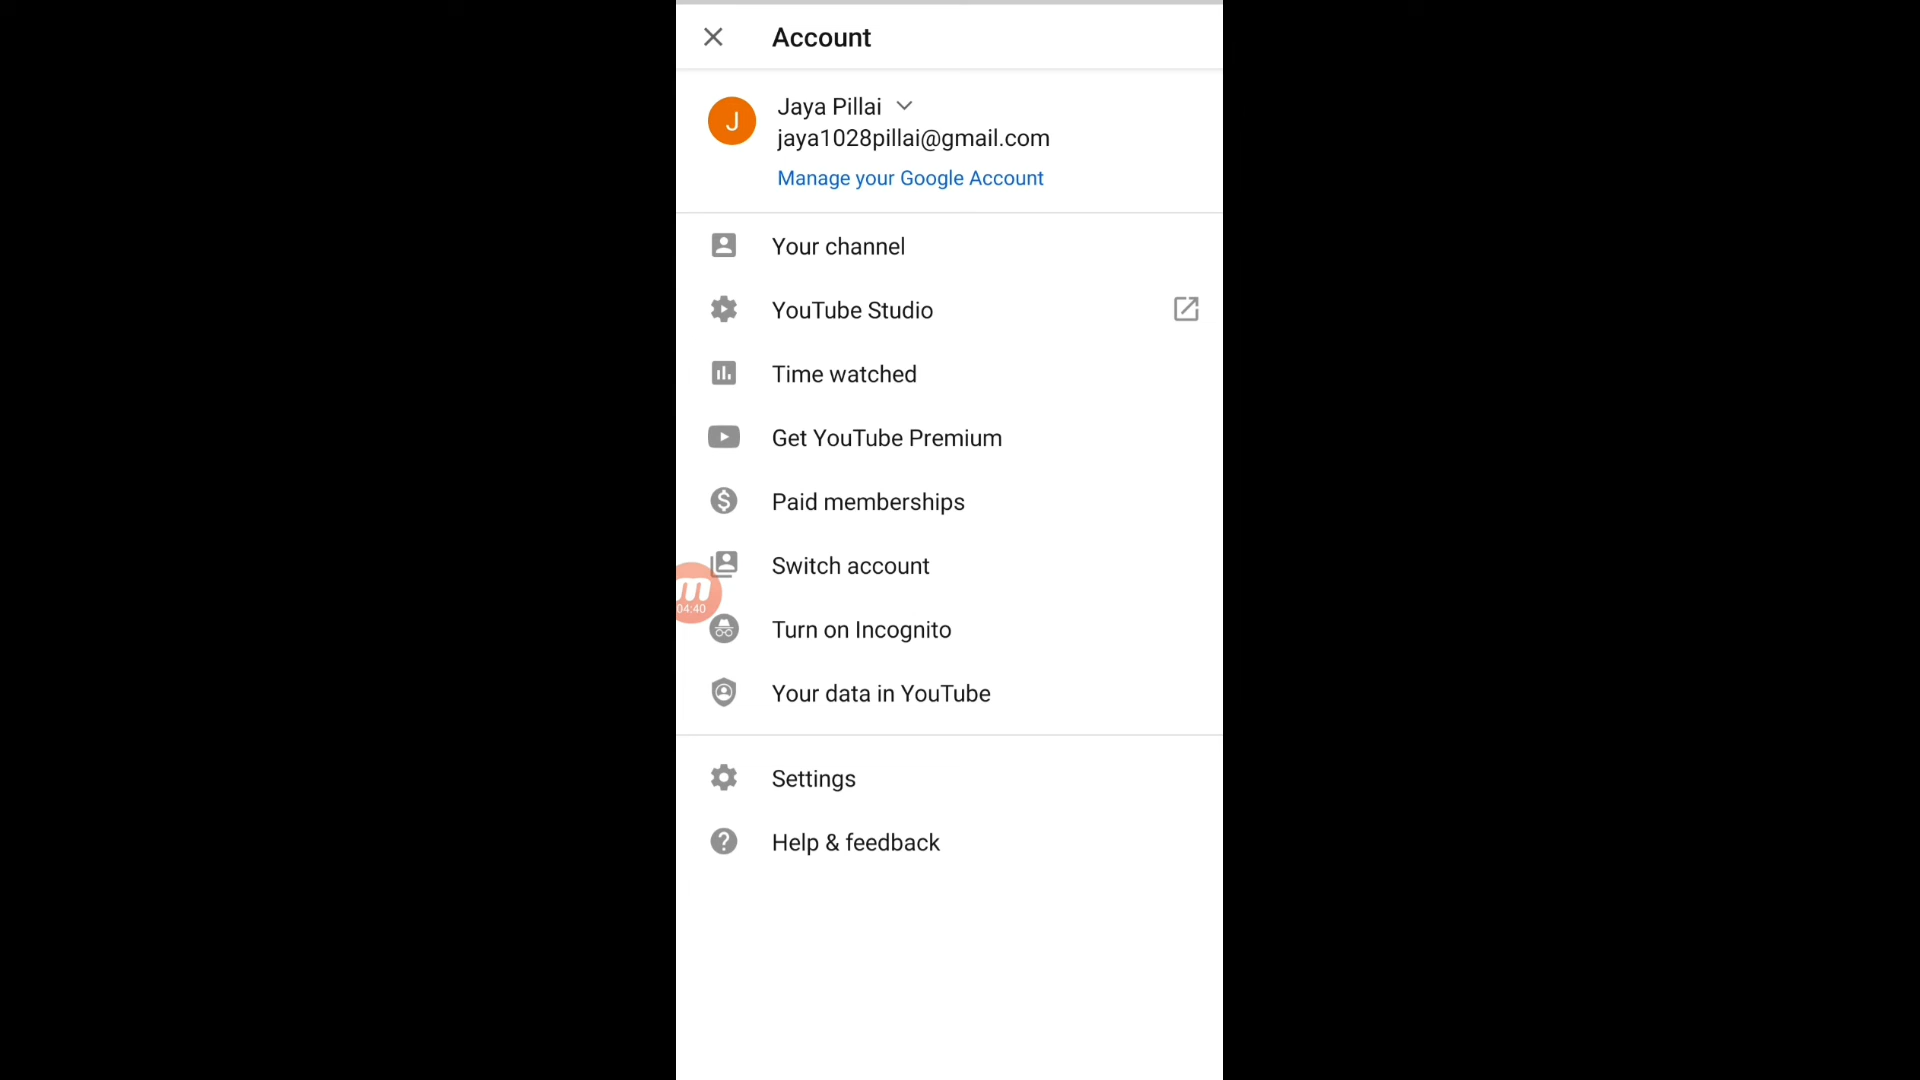 Account
J
Jaya Pillai
jaya1028pillai@gmail.com
Manage your Google Account
Your channel
YouTube Studio
Time watched
Get YouTube Premium
$ Paid memberships
Switch account
m
04:40
Turn on Incognito
Your data in YouTube
Settings
? Help & feedback